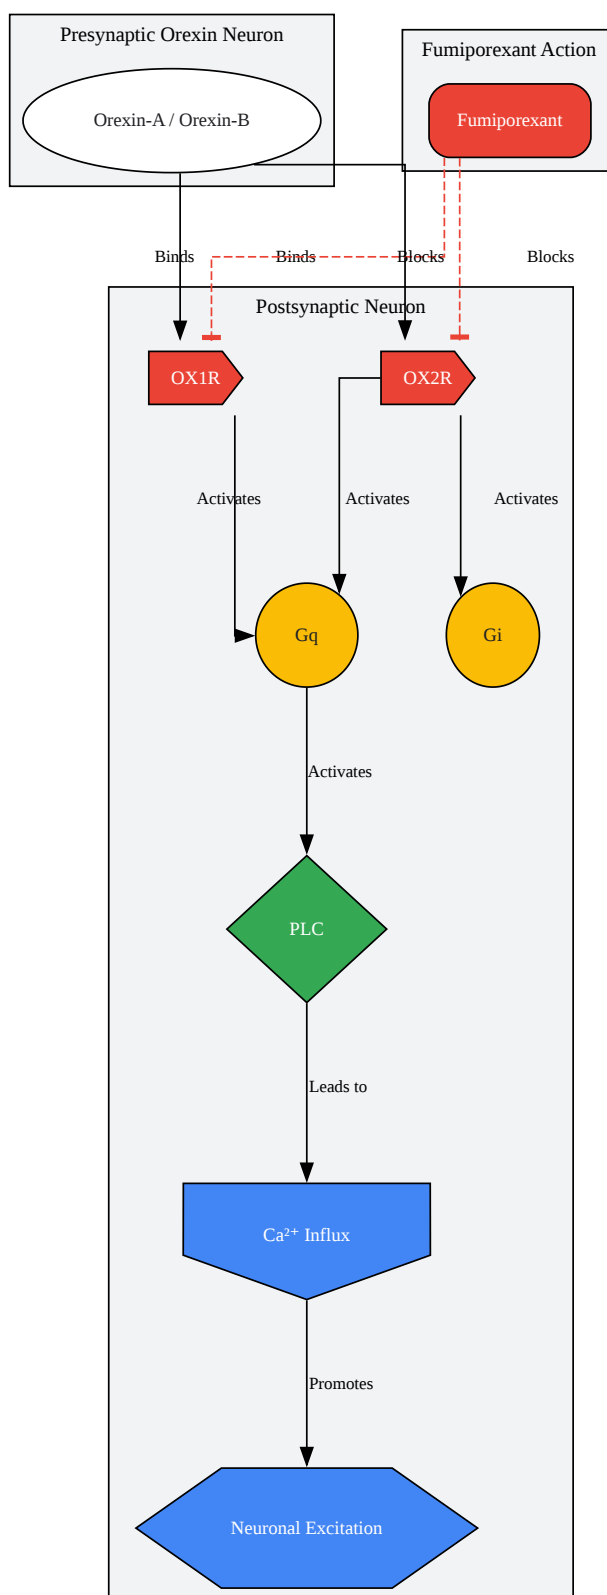 Presynaptic Orexin Neuron
Fumiporexant Action
Orexin-A / Orexin-B
Fumiporexant
Binds
Binds
Blocks
Blocks
Postsynaptic Neuron
OX1R
OX2R
Activates
Activates
Activates
Gq
Gi
Activates
PLC
Leads to
Ca²⁺ Influx
Promotes
Neuronal Excitation